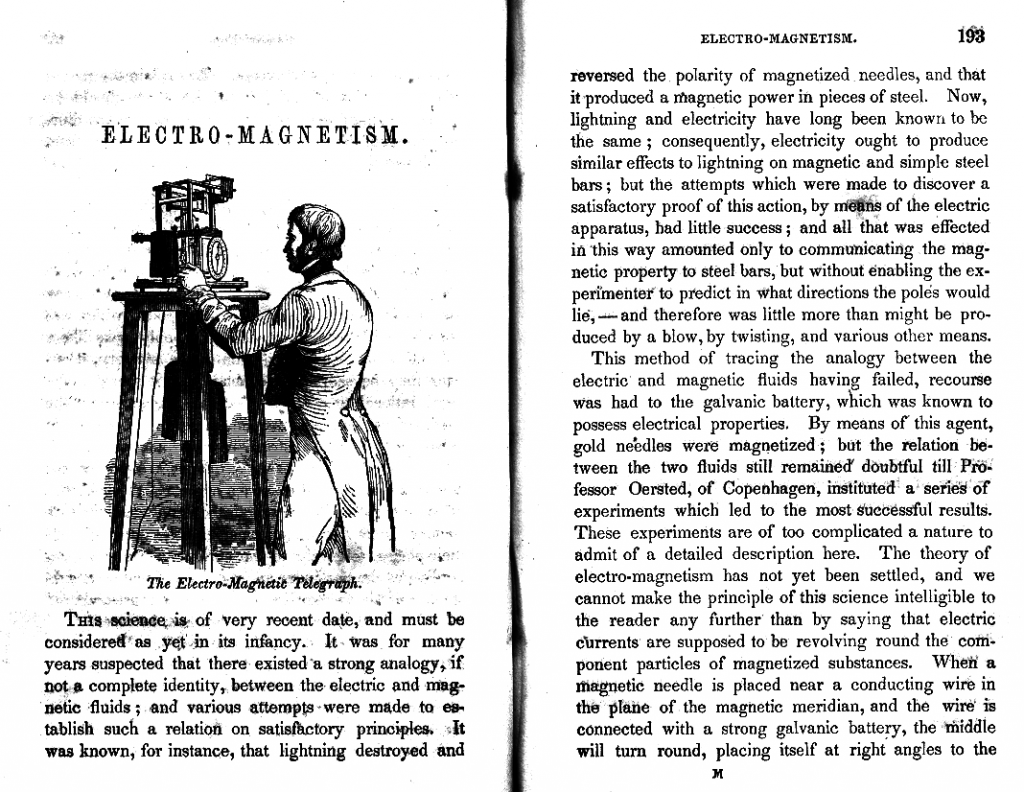 ELECTRO-MAGNETISM.
The Electro-Magnetic Telegraph.
This science is of very recent date, and must be
considered as yet in its infancy. It was for many
years suspected that there existed a strong analogy, if
not a complete identity, between the electric and mag-
netic fluids; and various attempts were made to es-
tablish such a relation on satisfactory principles. It
was known, for instance, that lightning destroyed and
ELECTRO-MAGNETISM. 193
reversed the polarity of magnetized needles, and that
it produced a magnetic power in pieces of steel. Now,
lightning and electricity have long been known to be
the same; consequently, electricity ought to produce
similar effects to lightning on magnetic and simple steel
bars; but the attempts which were made to discover a
satisfactory proof of this action, by means of the electric
apparatus, had little success; and all that was effected
in this way amounted only to communicating the mag-
netic property to steel bars, but without enabling the ex-
perimenter to predict in what directions the poles would
lie,—and therefore was little more than might be pro-
duced by a blow, by twisting, and various other means.
This method of tracing the analogy between the
electric and magnetic fluids having failed, recourse
was had to the galvanic battery, which was known to
possess electrical properties. By means of this agent,
gold needles were magnetized; but the relation be-
tween the two fluids still remained doubtful till Pro-
fessor Oersted, of Copenhagen, instituted a series of
experiments which led to the most successful results.
These experiments are of too complicated a nature to
admit of a detailed description here. The theory of
electro-magnetism has not yet been settled, and we
cannot make the principle of this science intelligible to
the reader any further than by saying that electric
currents are supposed to be revolving round the com-
ponent particles of magnetized substances. When a
magnetic needle is placed near a conducting wire in
the plane of the magnetic meridian, and the wire is
connected with a strong galvanic battery, the middle
will turn round, placing itself at right angles to the
M